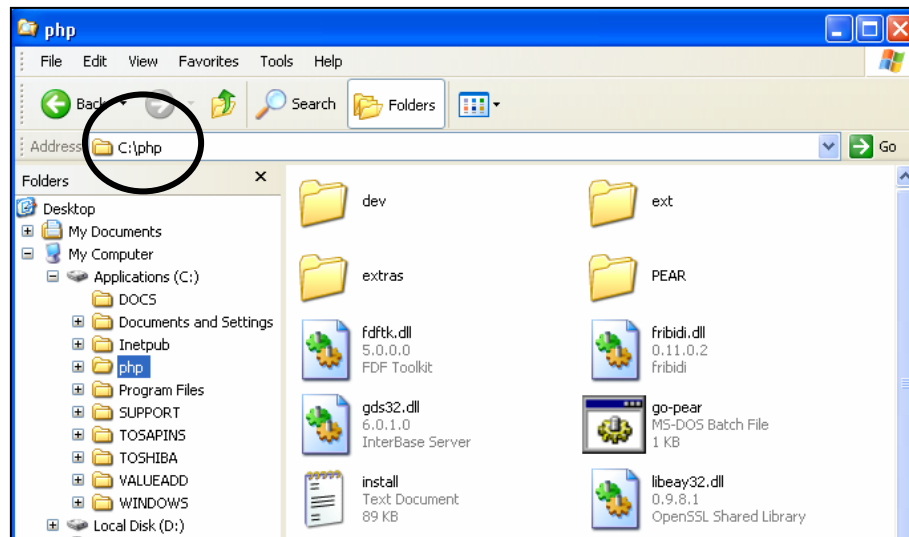 php
File Edit View Favorites Tools Help
Back Search Folders
Address C:\php Go
Folders x
Desktop
My Documents
My Computer
Applications (C:)
DOCS
Documents and Settings
Inetpub
php
Program Files
SUPPORT
TOSAPINS
TOSHIBA
VALUEADD
WINDOWS
Local Disk (D:)
dev
ext
extras
PEAR
fdftk.dll
5.0.0.0
FDF Toolkit
fribidi.dll
0.11.0.2
fribidi
gds32.dll
6.0.1.0
InterBase Server
go-pear
MS-DOS Batch File
1 KB
install
Text Document
89 KB
libeay32.dll
0.9.8.1
OpenSSL Shared Library